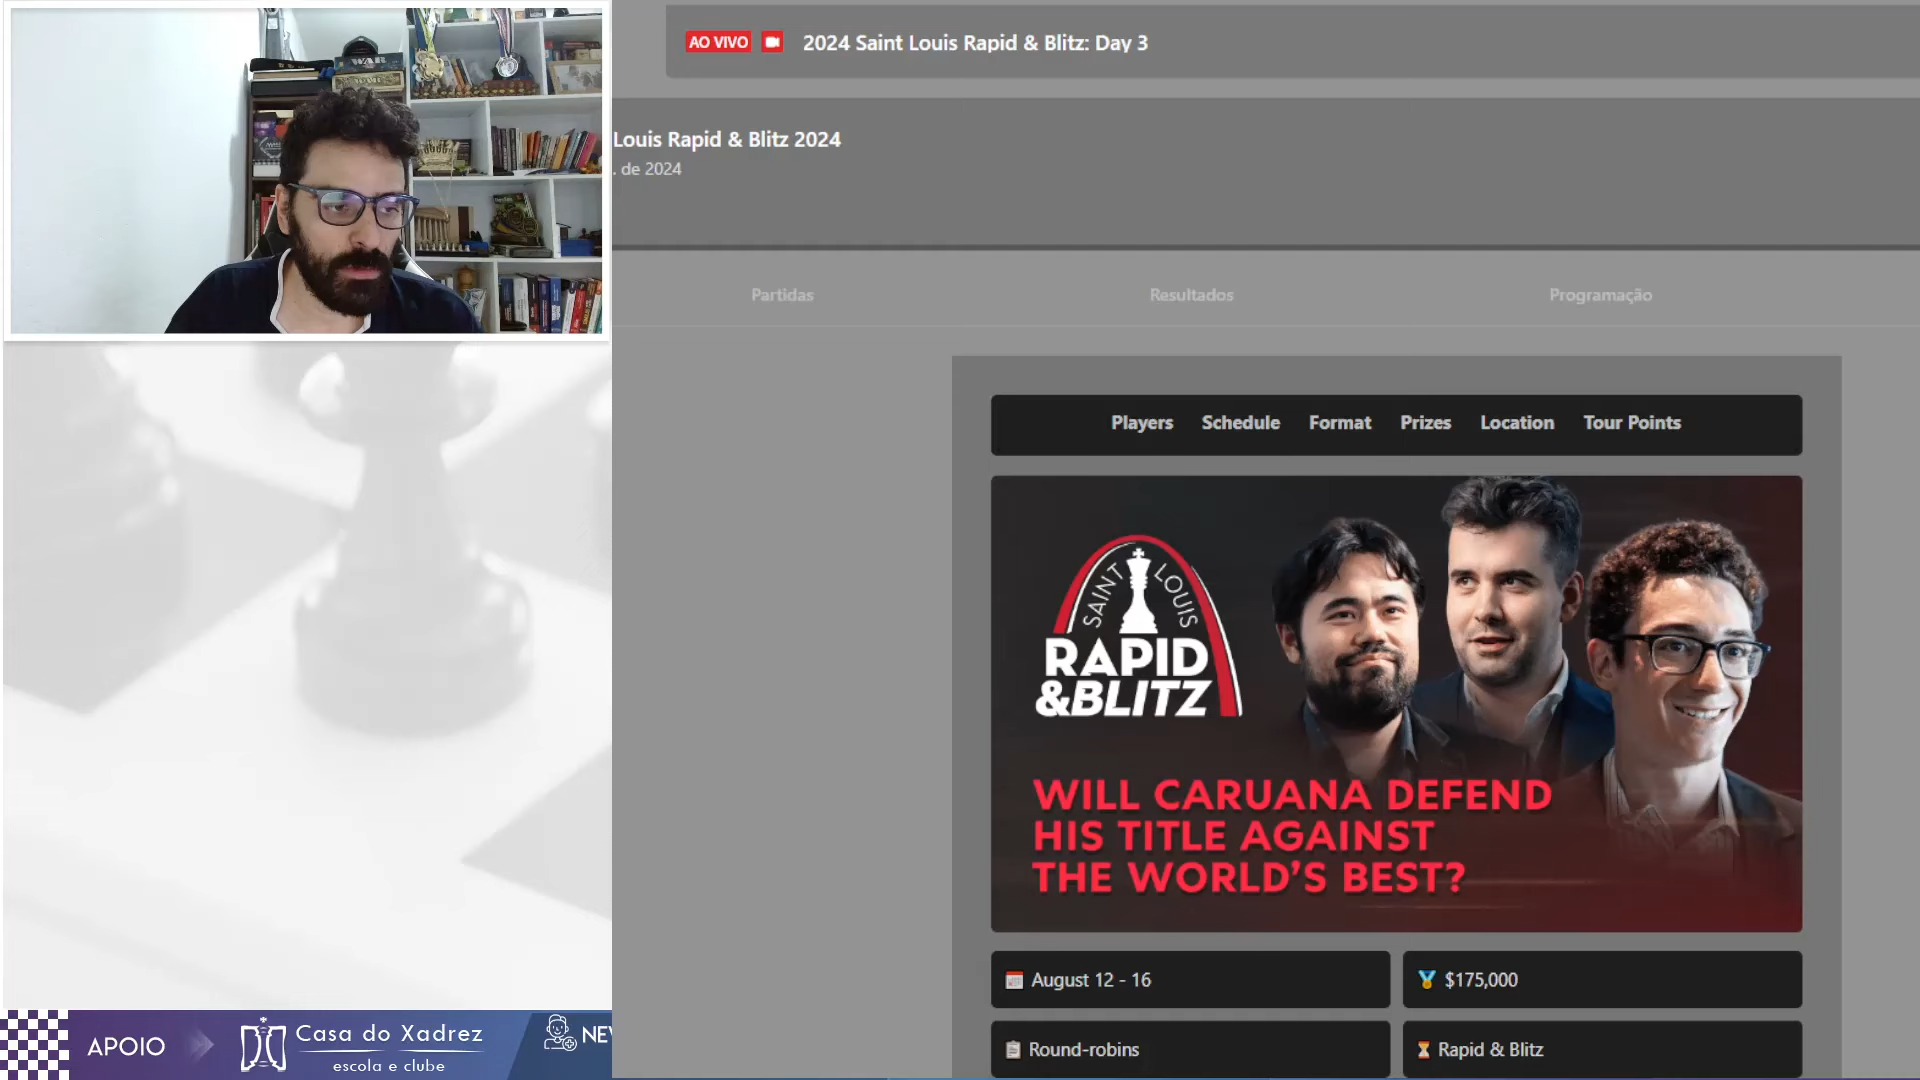 AO VIVO 2024 Saint Louis Rapid & Blitz: Day 3
Louis Rapid & Blitz 2024
. de 2024
Partidas Resultados Programação
Players Schedule Format Prizes Location Tour Points
SAINT LOUIS
RAPID
&BLITZ
WILL CARUANA DEFEND
HIS TITLE AGAINST
THE WORLD'S BEST?
August 12 - 16
$175,000
Round-robins
Rapid & Blitz
WAR
APOIO
Casa do Xadrez
escola e clube